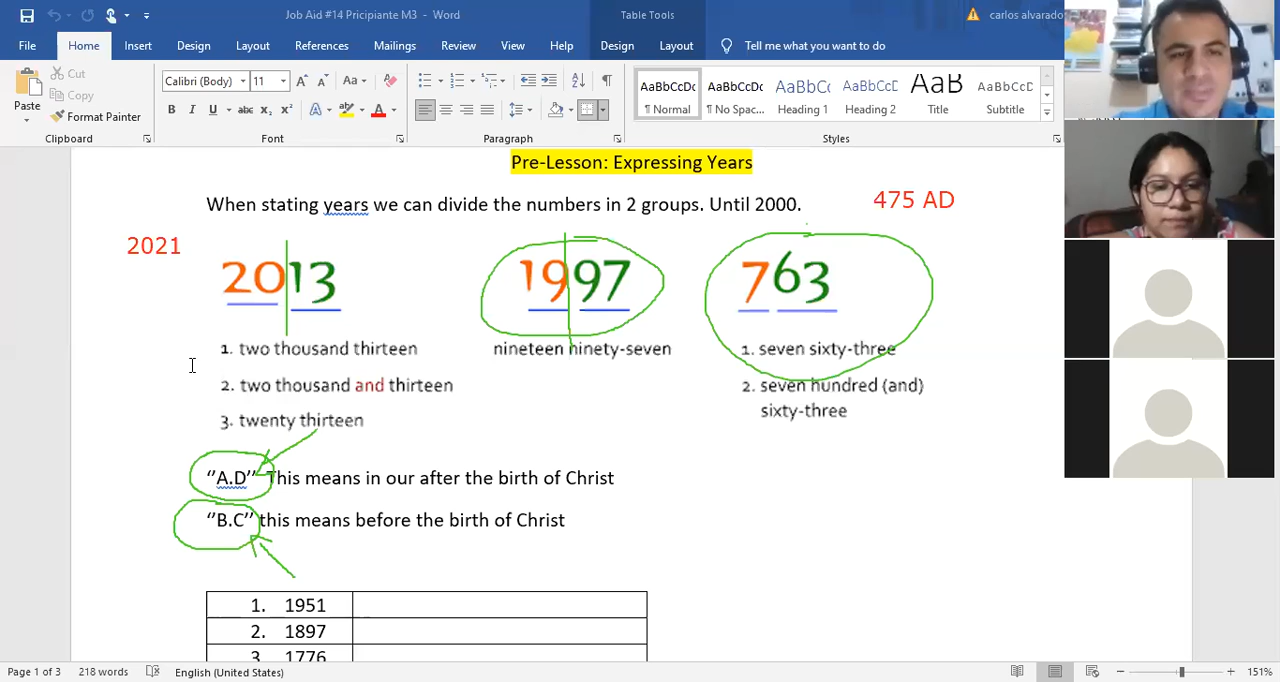 Job Aid #14 Pricipiante M3 - Word
Table Tools
carlos alvarado
File Home Insert Design Layout References Mailings Review View Help Design Layout Tell me what you want to do
Paste
Cut
Copy
Format Painter
Clipboard
Calibri (Body) 11
Font
Paragraph
AaBbCcDc AaBbCcDc AaBbCc AaBbCcD AaB AaBbCcD
¶ Normal ¶ No Spac... Heading 1 Heading 2 Title Subtitle
Styles
Pre-Lesson: Expressing Years
When stating years we can divide the numbers in 2 groups. Until 2000.
475 AD
2021
2013 1997 763
1. two thousand thirteen
2. two thousand and thirteen
3. twenty thirteen
nineteen ninety-seven
1. seven sixty-three
2. seven hundred (and)
sixty-three
‘’A.D’’ This means in our after the birth of Christ
‘’B.C’’ this means before the birth of Christ
1. 1951
2. 1897
3. 1776
Page 1 of 3 218 words English (United States) 151%